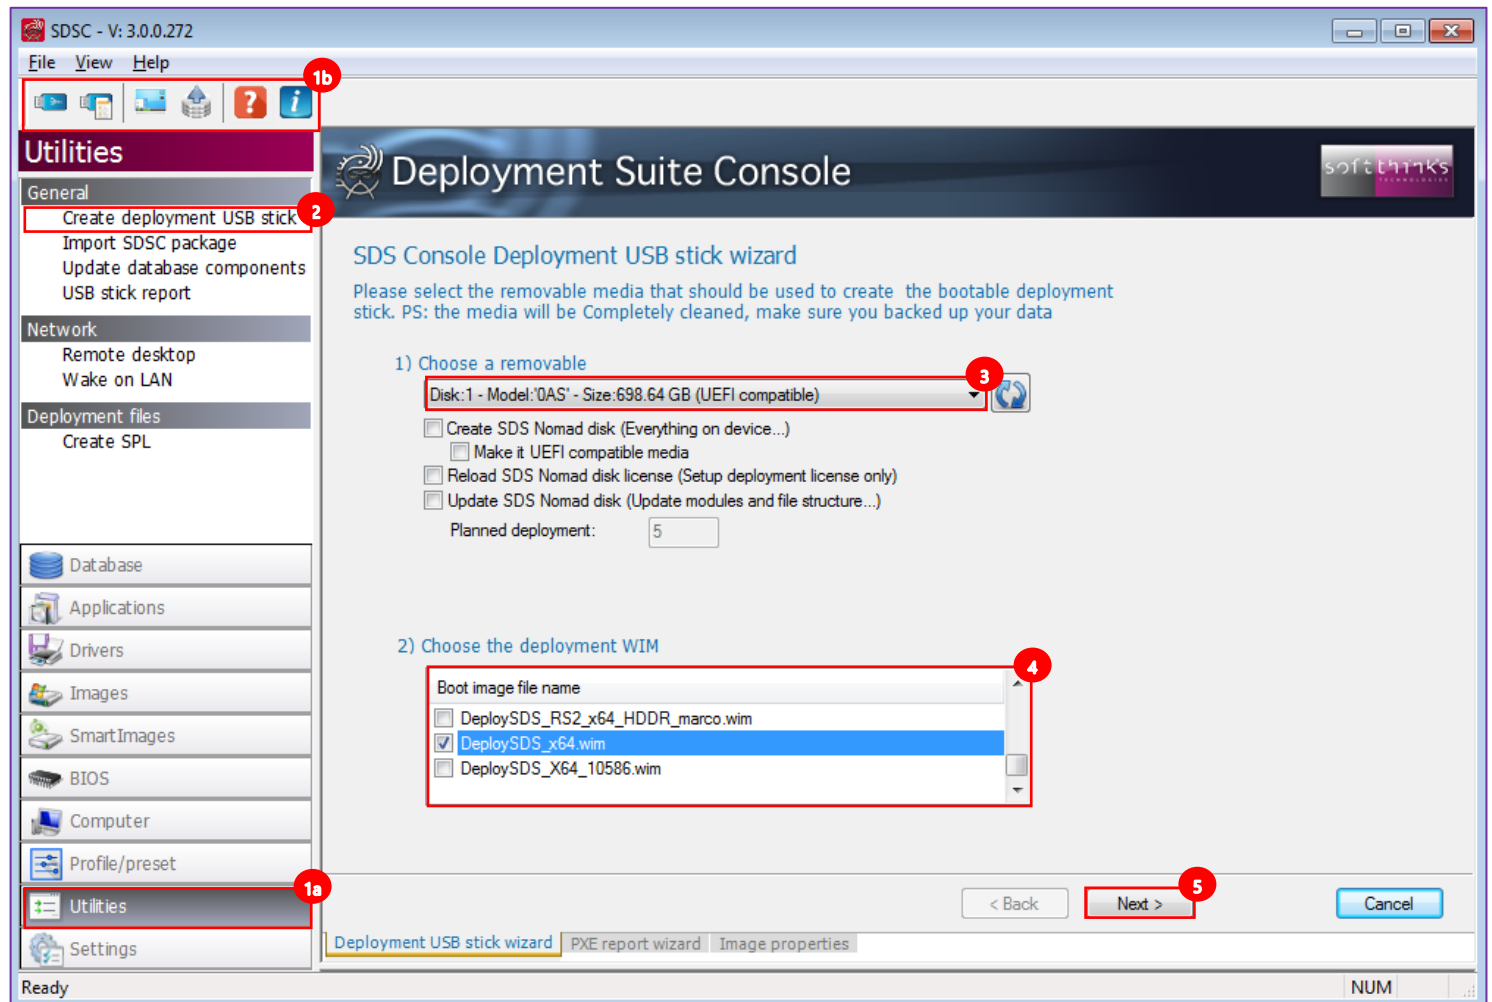 SDSC - V: 3.0.0.272
File View Help
1b
? i
Utilities
General
Create deployment USB stick
2
Import SDSC package
Update database components
USB stick report
Network
Remote desktop
Wake on LAN
Deployment files
Create SPL
Database
Applications
Drivers
Images
SmartImages
BIOS
Computer
Profile/preset
1a
Utilities
Settings
Deployment Suite Console
softthinks
TECHNOLOGIES
SDS Console Deployment USB stick wizard
Please select the removable media that should be used to create the bootable deployment
stick. PS: the media will be Completely cleaned, make sure you backed up your data
1) Choose a removable
3
Disk:1 - Model:'0AS' - Size:698.64 GB (UEFI compatible)
Create SDS Nomad disk (Everything on device...)
Make it UEFI compatible media
Reload SDS Nomad disk license (Setup deployment license only)
Update SDS Nomad disk (Update modules and file structure...)
Planned deployment: 5
2) Choose the deployment WIM
4
Boot image file name
DeploySDS_RS2_x64_HDDR_marco.wim
DeploySDS_x64.wim
DeploySDS_X64_10586.wim
5
< Back Next > Cancel
Deployment USB stick wizard PXE report wizard Image properties
Ready NUM